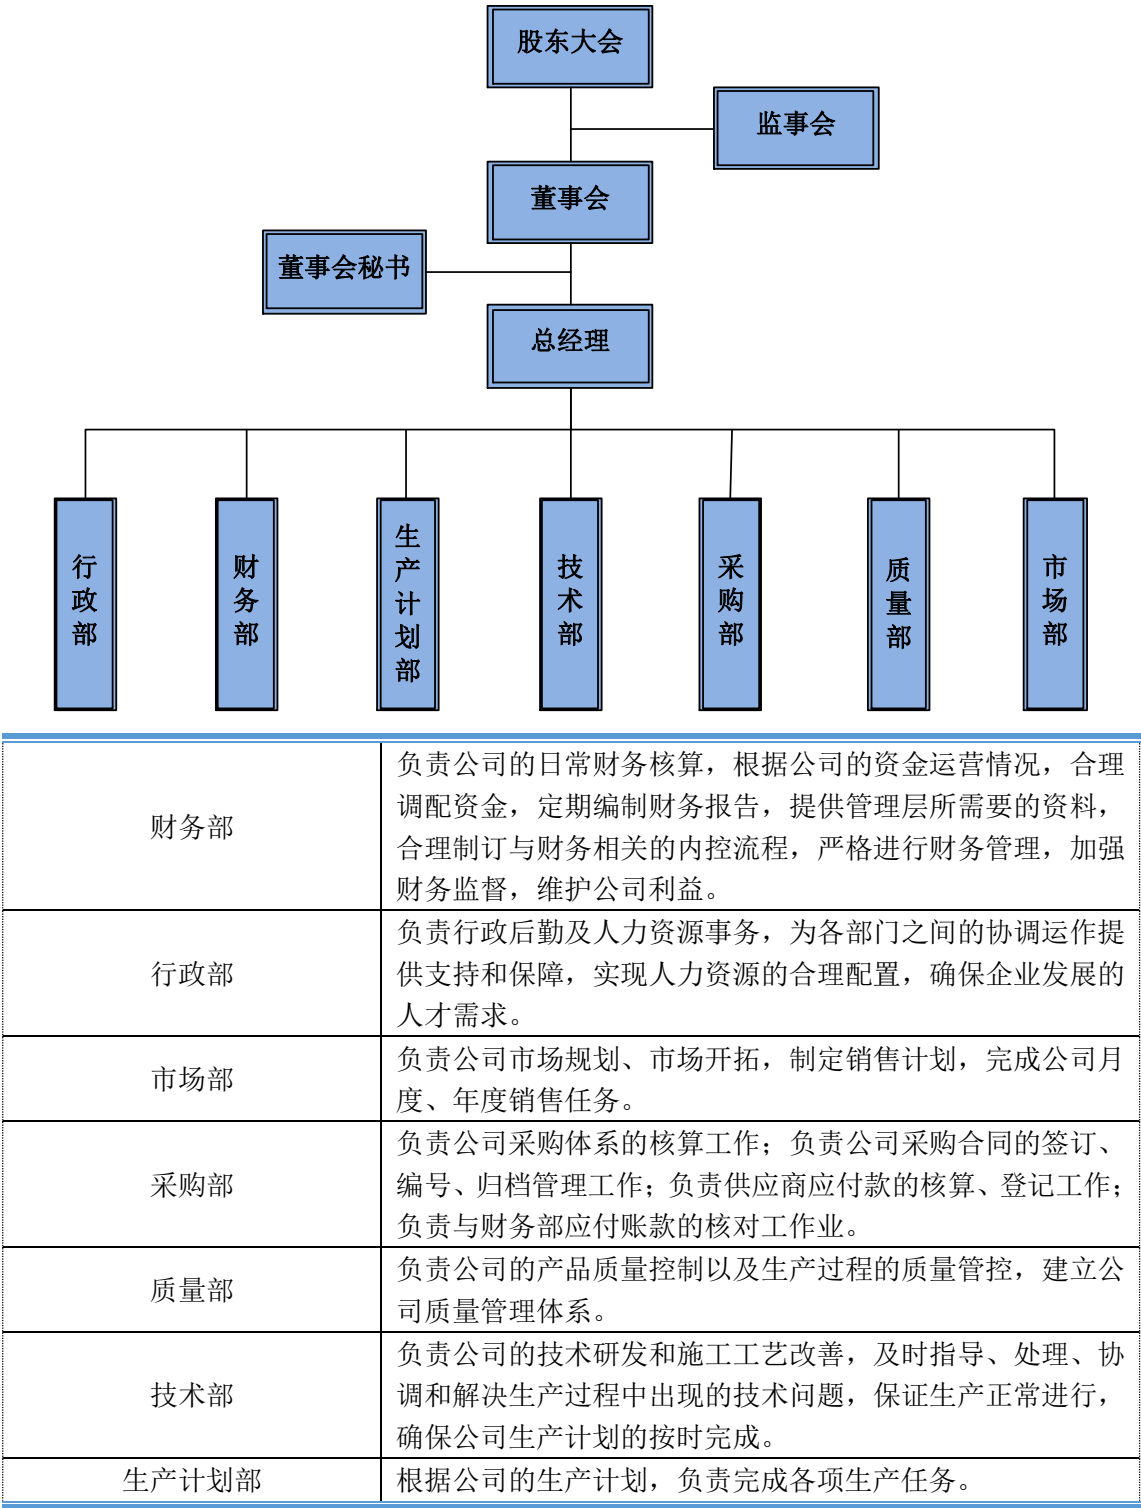 股东大会
监事会
董事会
董事会秘书
总经理
行政部
财务部
生产计划部
技术部
采购部
质量部
市场部
财务部
负责公司的日常财务核算，根据公司的资金运营情况，合理
调配资金，定期编制财务报告，提供管理层所需要的资料，
合理制订与财务相关的内控流程，严格进行财务管理，加强
财务监督，维护公司利益。
行政部
负责行政后勤及人力资源事务，为各部门之间的协调运作提
供支持和保障，实现人力资源的合理配置，确保企业发展的
人才需求。
市场部
负责公司市场规划、市场开拓，制定销售计划，完成公司月
度、年度销售任务。
采购部
负责公司采购体系的核算工作；负责公司采购合同的签订、
编号、归档管理工作；负责供应商应付款的核算、登记工作；
负责与财务部应付账款的核对工作业。
质量部
负责公司的产品质量控制以及生产过程的质量管控，建立公
司质量管理体系。
技术部
负责公司的技术研发和施工工艺改善，及时指导、处理、协
调和解决生产过程中出现的技术问题，保证生产正常进行，
确保公司生产计划的按时完成。
生产计划部
根据公司的生产计划，负责完成各项生产任务。